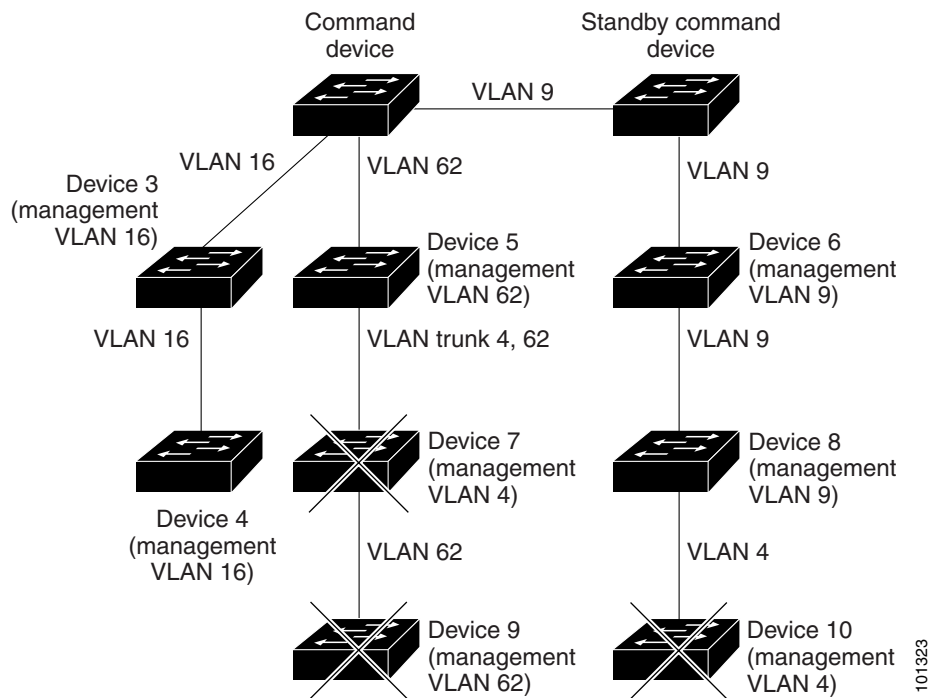 Command
device
Standby command
device
VLAN 9
VLAN 16
VLAN 62
VLAN 9
Device 3
(management
VLAN 16)
Device 5
(management
VLAN 62)
Device 6
(management
VLAN 9)
VLAN 16
VLAN trunk 4, 62
VLAN 9
Device 7
(management
VLAN 4)
Device 8
(management
VLAN 9)
Device 4
(management
VLAN 16)
VLAN 62
VLAN 4
Device 9
(management
VLAN 62)
Device 10
(management
VLAN 4)
101323